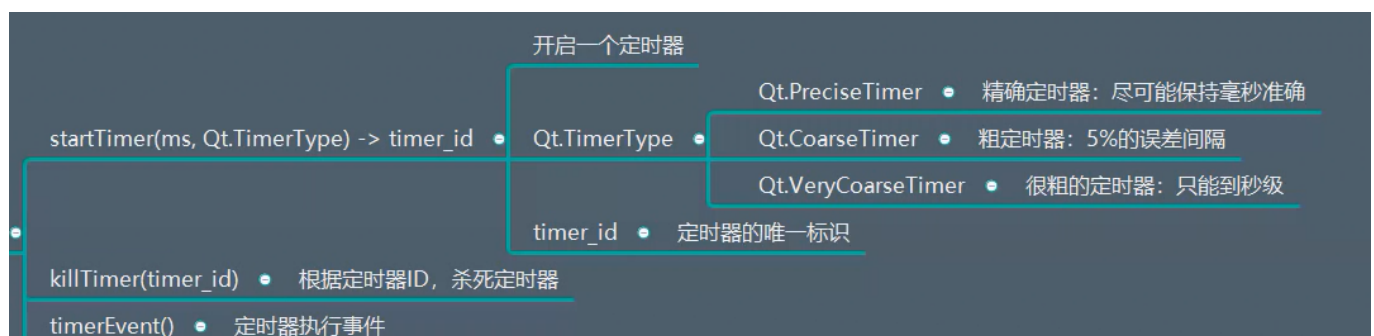 开启一个定时器
Qt.PreciseTimer 精确定时器：尽可能保持毫秒准确
startTimer(ms, Qt.TimerType) -> timer_id Qt.TimerType Qt.CoarseTimer 粗定时器：5%的误差间隔
Qt.VeryCoarseTimer 很粗的定时器：只能到秒级
timer_id 定时器的唯一标识
killTimer(timer_id) 根据定时器ID，杀死定时器
timerEvent() 定时器执行事件